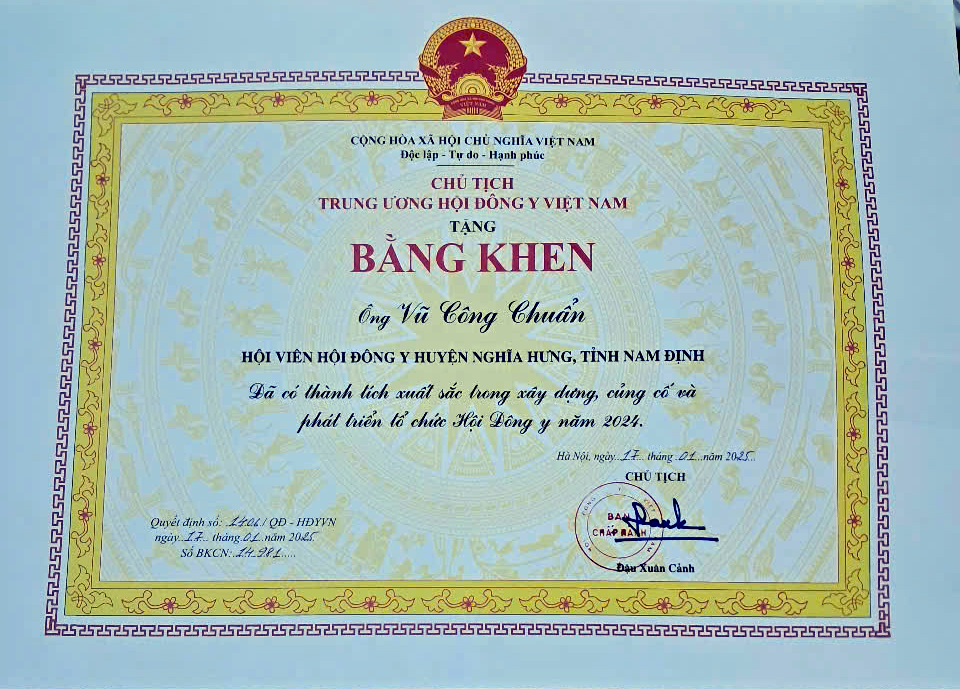 VIỆT NAM
CỘNG HÒA XÃ HỘI CHỦ NGHĨA VIỆT NAM
Độc lập - Tự do - Hạnh phúc
CHỦ TỊCH
TRUNG ƯƠNG HỘI ĐÔNG Y VIỆT NAM
TẶNG
BẰNG KHEN
Ông Vũ Công Chuẩn
HỘI VIÊN HỘI ĐÔNG Y HUYỆN NGHĨA HƯNG, TỈNH NAM ĐỊNH
Đã có thành tích xuất sắc trong xây dựng, củng cố và
phát triển tổ chức Hội Đông y năm 2024.
Hà Nội, ngày..17.. tháng..01..năm 2025..
CHỦ TỊCH
BAN
CHẤP HÀNH
Đậu Xuân Cảnh
Quyết định số: 1406/ QĐ - HĐYVN
ngày..17.. tháng.01..năm 2025
Số BKCN:.14.981.....